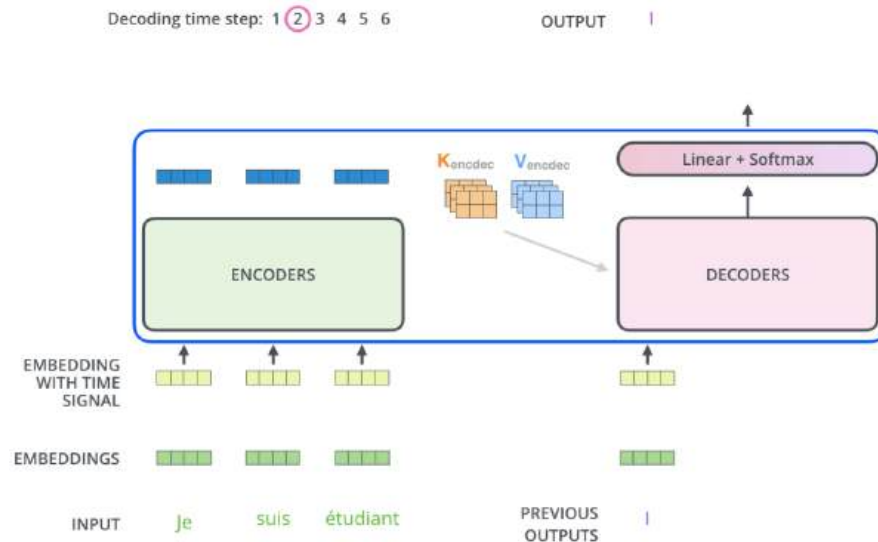 Decoding time step: 1 2 3 4 5 6
OUTPUT I
Kencdec Vencdec
Linear + Softmax
ENCODERS
DECODERS
EMBEDDING
WITH TIME
SIGNAL
EMBEDDINGS
INPUT Je suis étudiant
PREVIOUS
OUTPUTS I